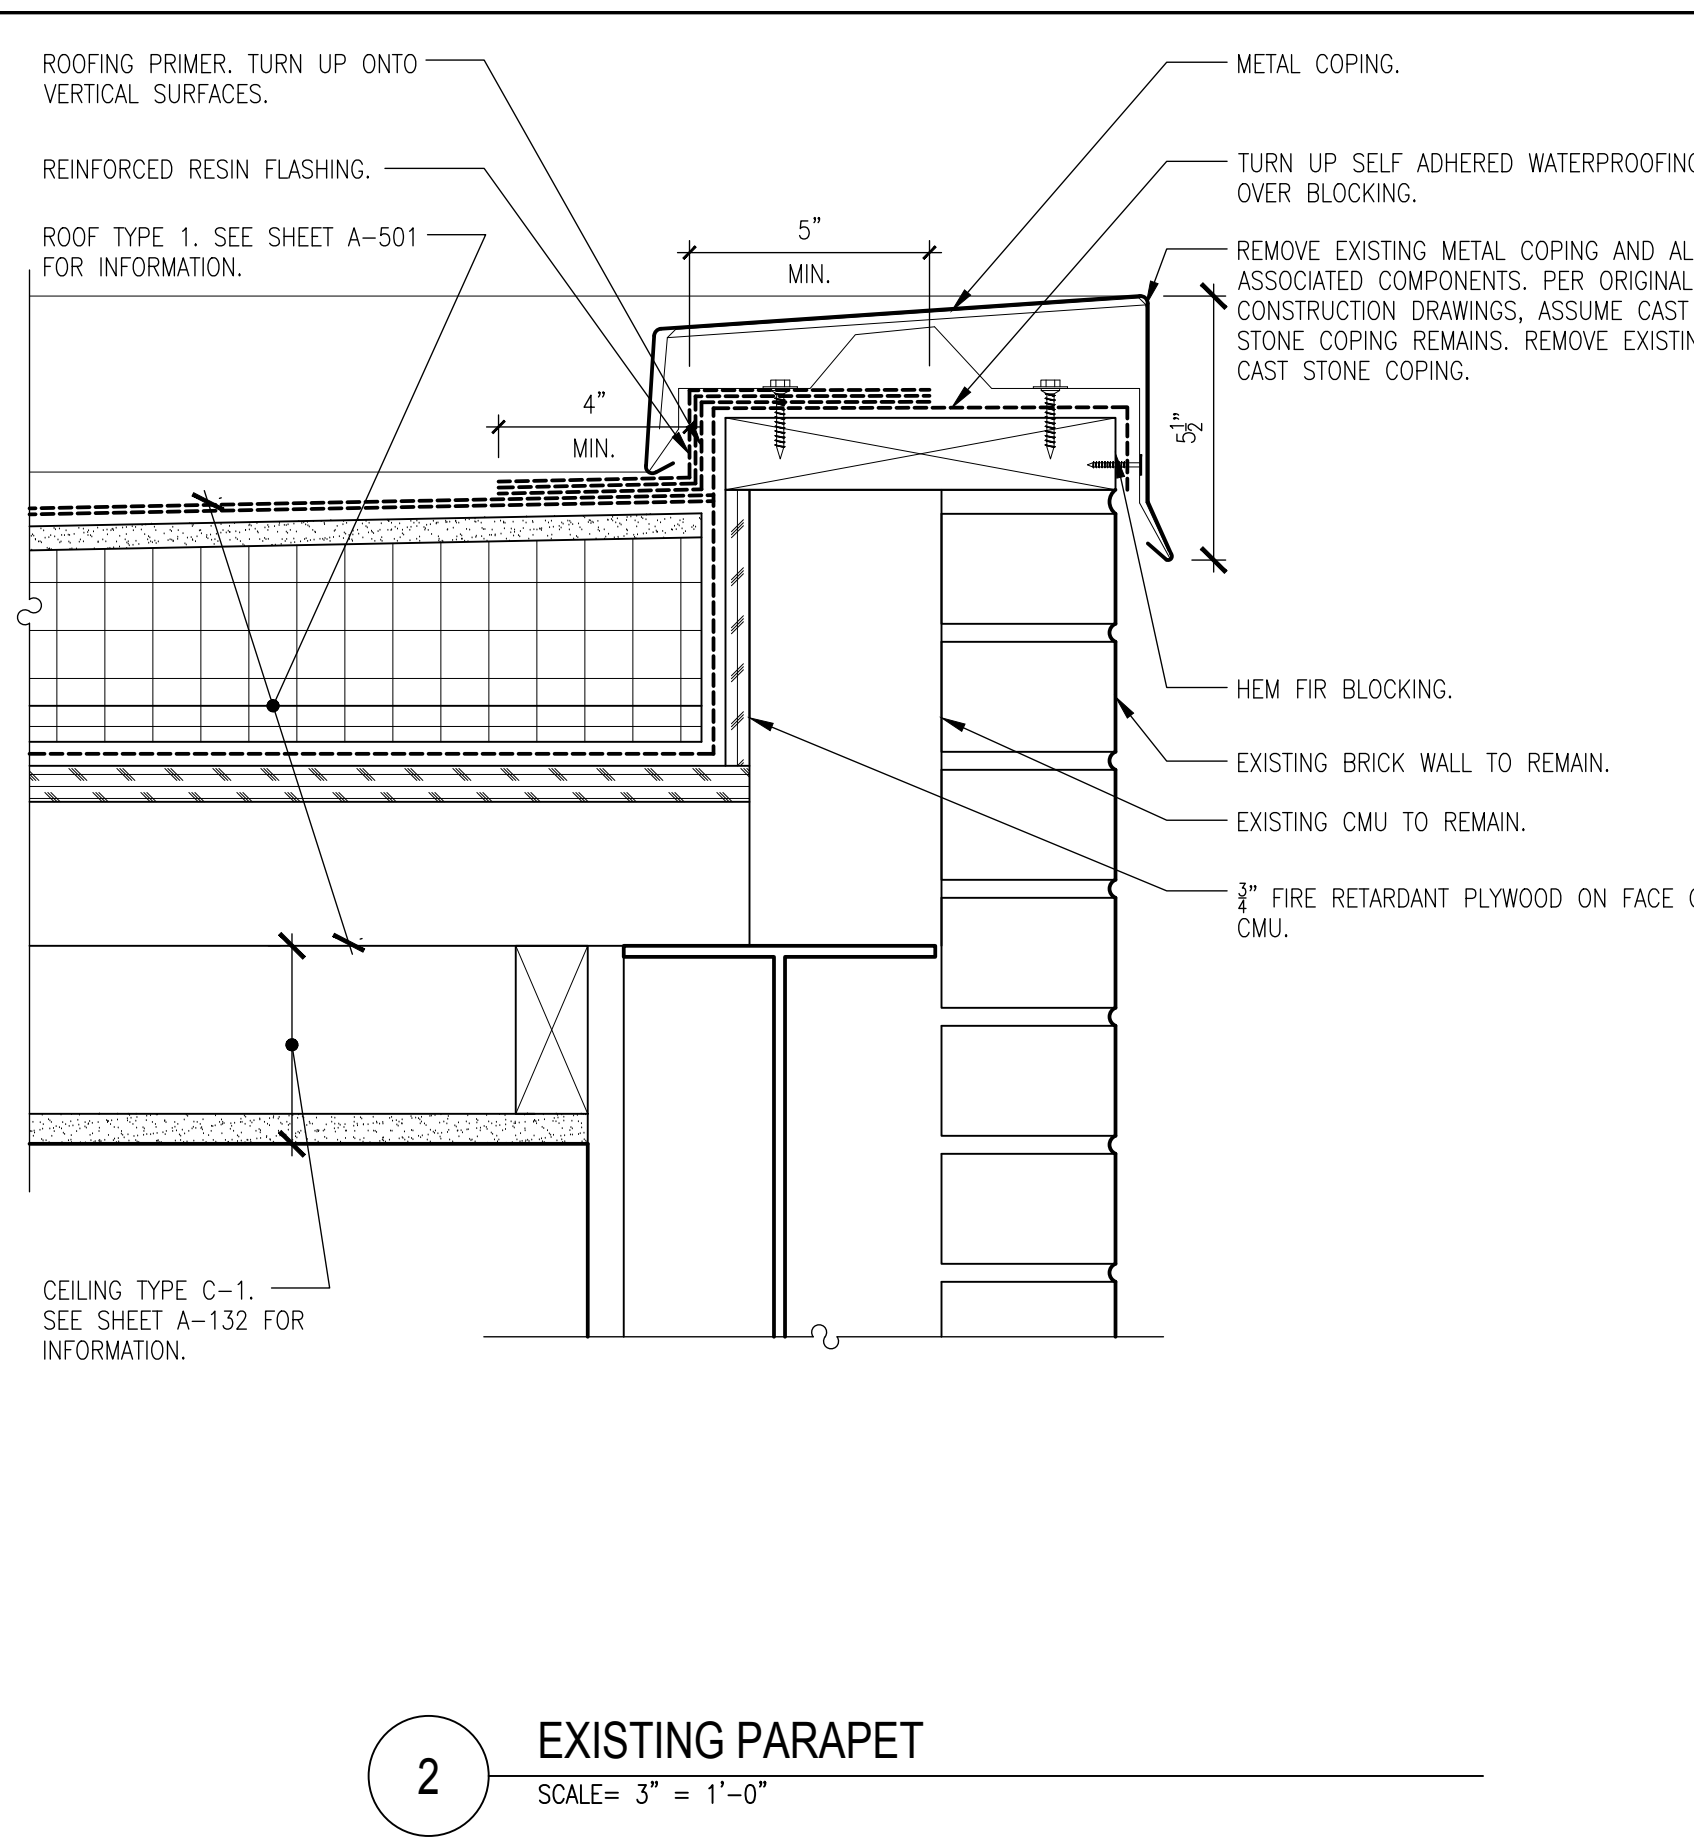 ROOFING PRIMER. TURN UP ONTO
VERTICAL SURFACES.
REINFORCED RESIN FLASHING.
ROOF TYPE 1. SEE SHEET A-501
FOR INFORMATION.
5"
MIN.
4"
MIN.
METAL COPING.
TURN UP SELF ADHERED WATERPROOFING
OVER BLOCKING.
REMOVE EXISTING METAL COPING AND
ASSOCIATED COMPONENTS. PER ORIGINAL
CONSTRUCTION DRAWINGS, ASSUME CAST
STONE COPING REMAINS. REMOVE
CAST STONE COPING.
5 1/2"
HEM FIR BLOCKING.
EXISTING BRICK WALL TO REMAIN.
EXISTING CMU TO REMAIN.
3/4" FIRE RETARDANT PLYWOOD ON FACE
CMU.
CEILING TYPE C-1.
SEE SHEET A-132 FOR
INFORMATION.
2
EXISTING PARAPET
SCALE= 3" = 1'-0"